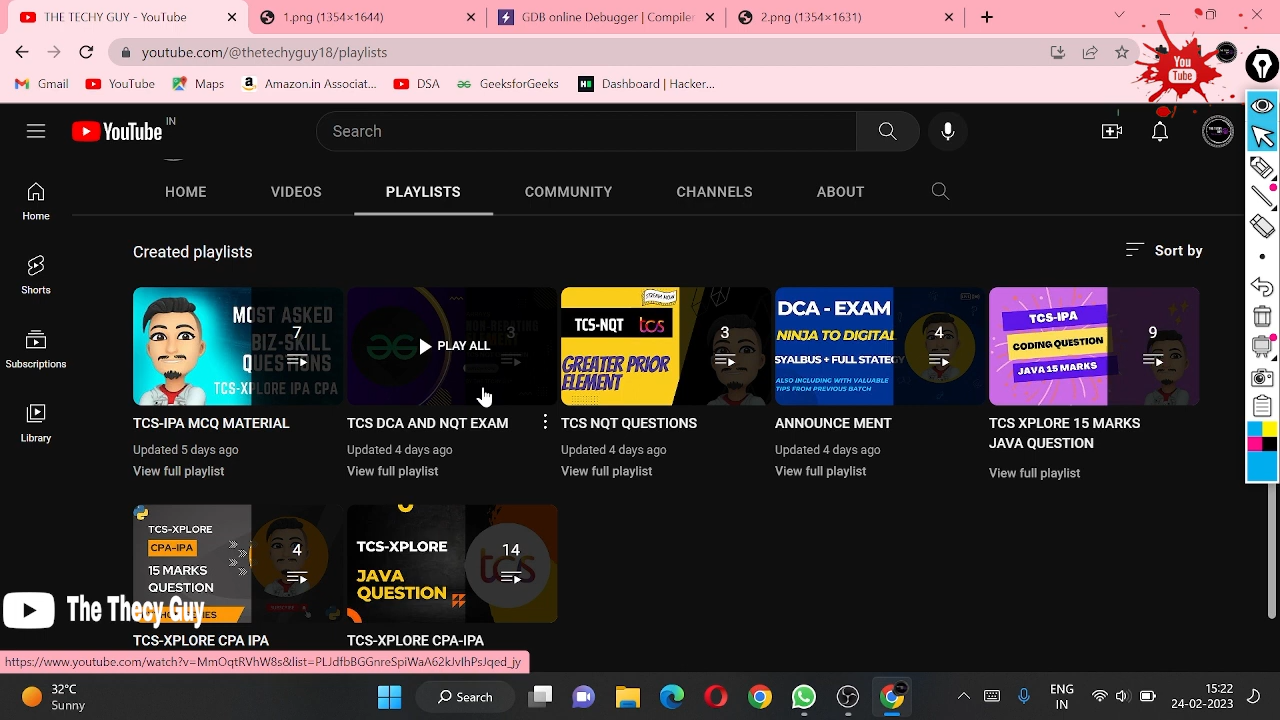 THE TECHY GUY - YouTube
1.png (1354×1644)
GDB online Debugger | Compiler
2.png (1354×1631)
youtube.com/@thetechyguy18/playlists
Gmail
YouTube
Maps
Amazon.in Associat...
DSA
GeeksforGeeks
Dashboard | Hacker...
You
Tube
YouTube IN
Search
HOME
VIDEOS
PLAYLISTS
COMMUNITY
CHANNELS
ABOUT
Home
Shorts
Subscriptions
Library
Created playlists
Sort by
MOST ASKED
BIZ-SKILL
QUESTIONS
TCS-XPLORE IPA CPA
7
TCS-IPA MCQ MATERIAL
Updated 5 days ago
View full playlist
3
PLAY ALL
TCS DCA AND NQT EXAM
Updated 4 days ago
View full playlist
TCS-NQT
tcs
GREATER PRIOR
ELEMENT
3
TCS NQT QUESTIONS
Updated 4 days ago
View full playlist
DCA - EXAM
NINJA TO DIGITAL
SYALBUS + FULL STATEGY
ALSO INCLUDING WITH VALUABLE
TIPS FROM PREVIOUS BATCH
4
ANNOUNCE MENT
Updated 4 days ago
View full playlist
TCS-IPA
CODING QUESTION
JAVA 15 MARKS
9
TCS XPLORE 15 MARKS
JAVA QUESTION
View full playlist
TCS-XPLORE
CPA-IPA
15 MARKS
QUESTION
4
TCS-XPLORE CPA IPA
TCS-XPLORE
JAVA
QUESTION
tcs
14
TCS-XPLORE CPA-IPA
The Thecy Guy
https://www.youtube.com/watch?v=MmOqtRVhW8s&list=PLJdfbBGGnreSpiWaA62kJvlhPsJqed_jy
32°C
Sunny
Search
ENG
IN
15:22
24-02-2023